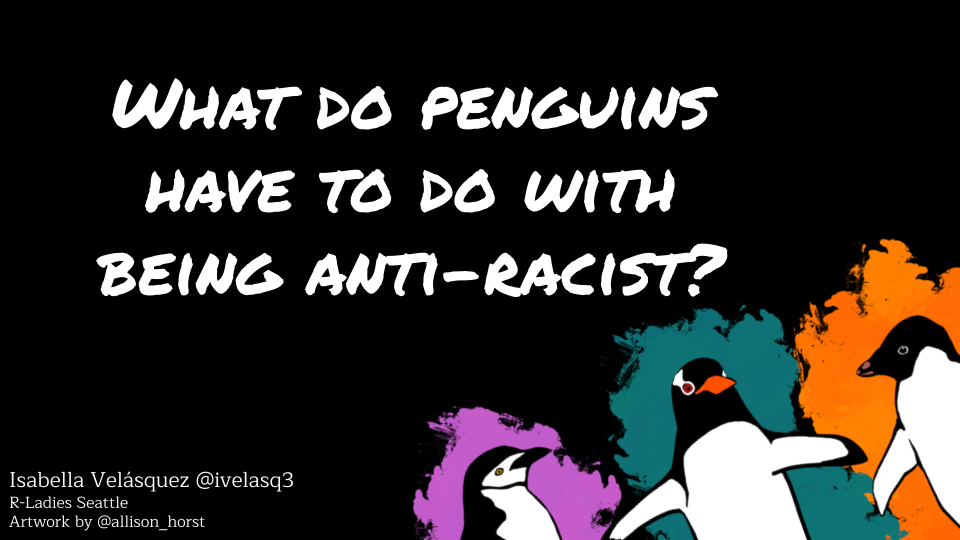 What do penguins
have to do with
being anti-racist?
Isabella Velásquez @ivelasq3
R-Ladies Seattle
Artwork by @allison_horst